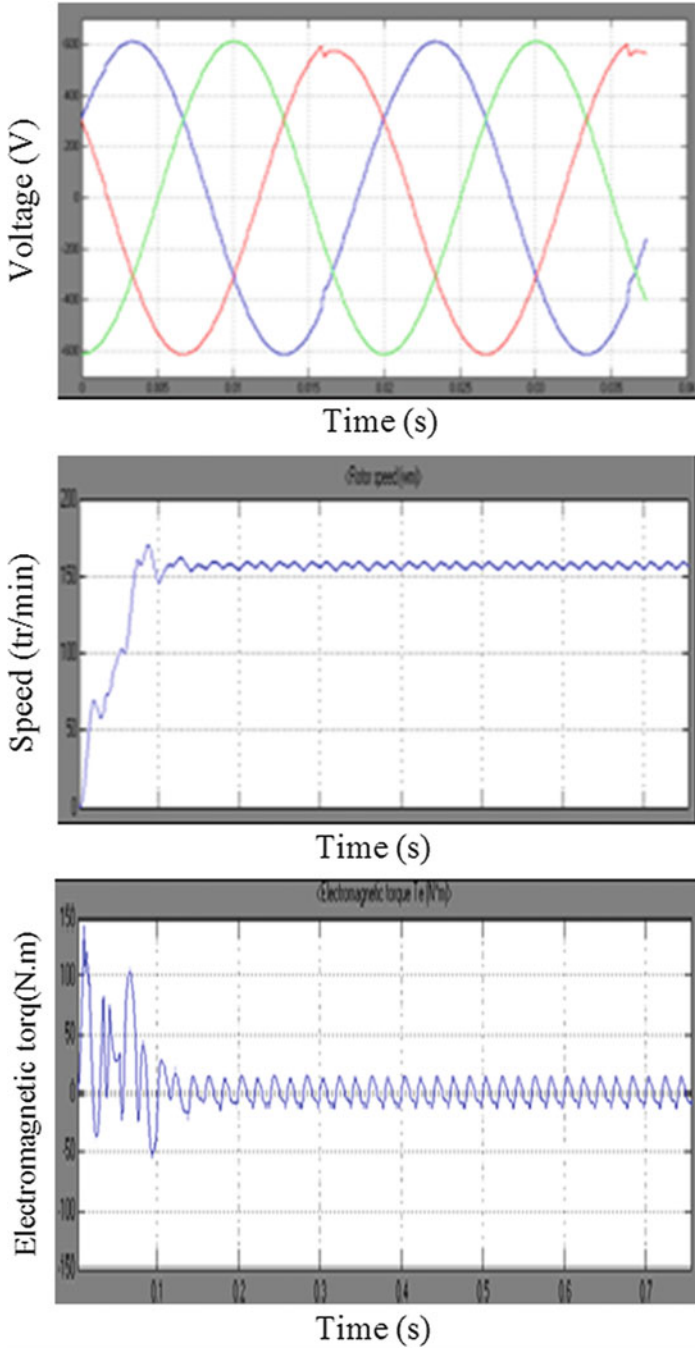 Voltage (V)
600
400
200
0
-200
-400
-600
0 0.005 0.01 0.015 0.02 0.025 0.03 0.035 0.04
Time (s)
<Rotor speed (wm)>
Speed (tr/min)
200
150
100
50
0
Time (s)
<Electromagnetic torque Te (N*m)>
Electromagnetic torq(N.m)
150
100
50
0
-50
-100
-150
0.1 0.2 0.3 0.4 0.5 0.6 0.7
Time (s)